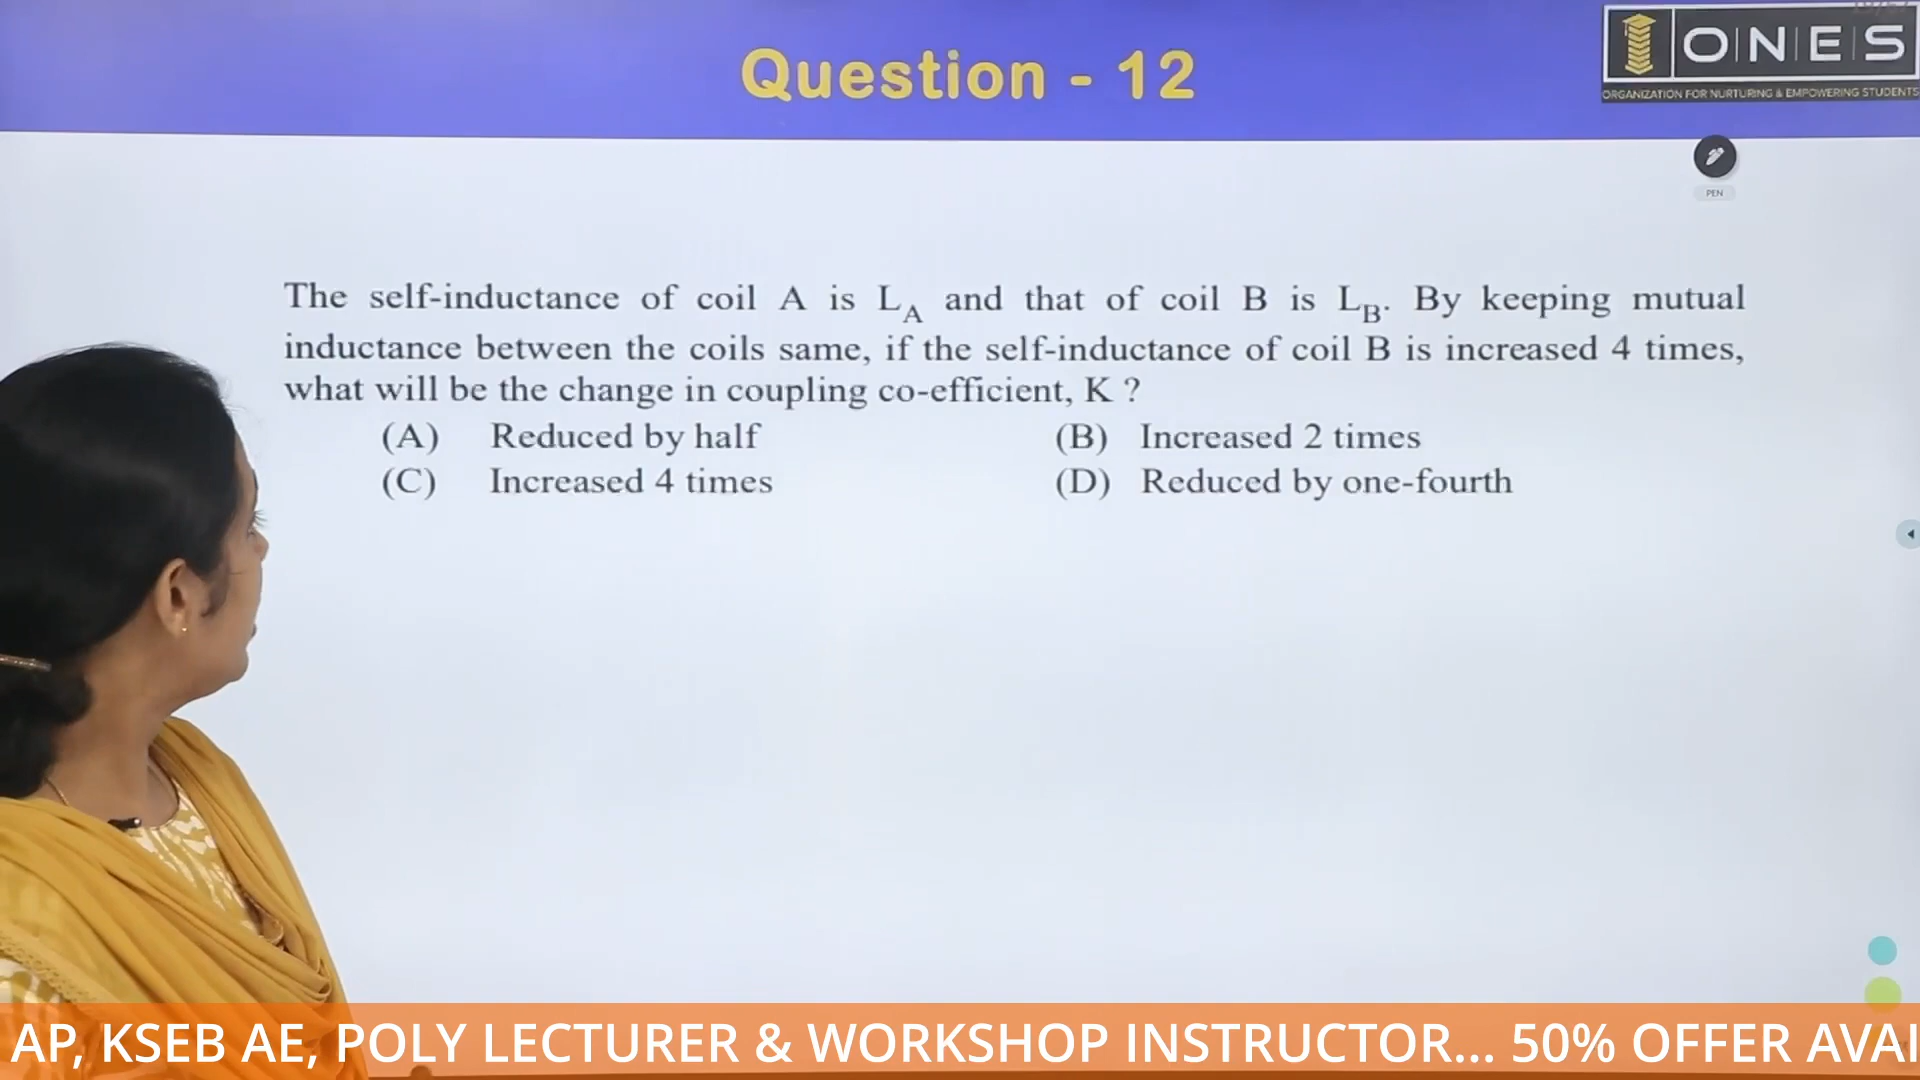 Question - 12
O|N|E|S
ORGANIZATION FOR NURTURING & EMPOWERING STUDENTS
PEN
The self-inductance of coil A is L_A and that of coil B is L_B. By keeping mutual
inductance between the coils same, if the self-inductance of coil B is increased 4 times,
what will be the change in coupling co-efficient, K ?
(A) Reduced by half (B) Increased 2 times
(C) Increased 4 times (D) Reduced by one-fourth
AP, KSEB AE, POLY LECTURER & WORKSHOP INSTRUCTOR... 50% OFFER AVAI